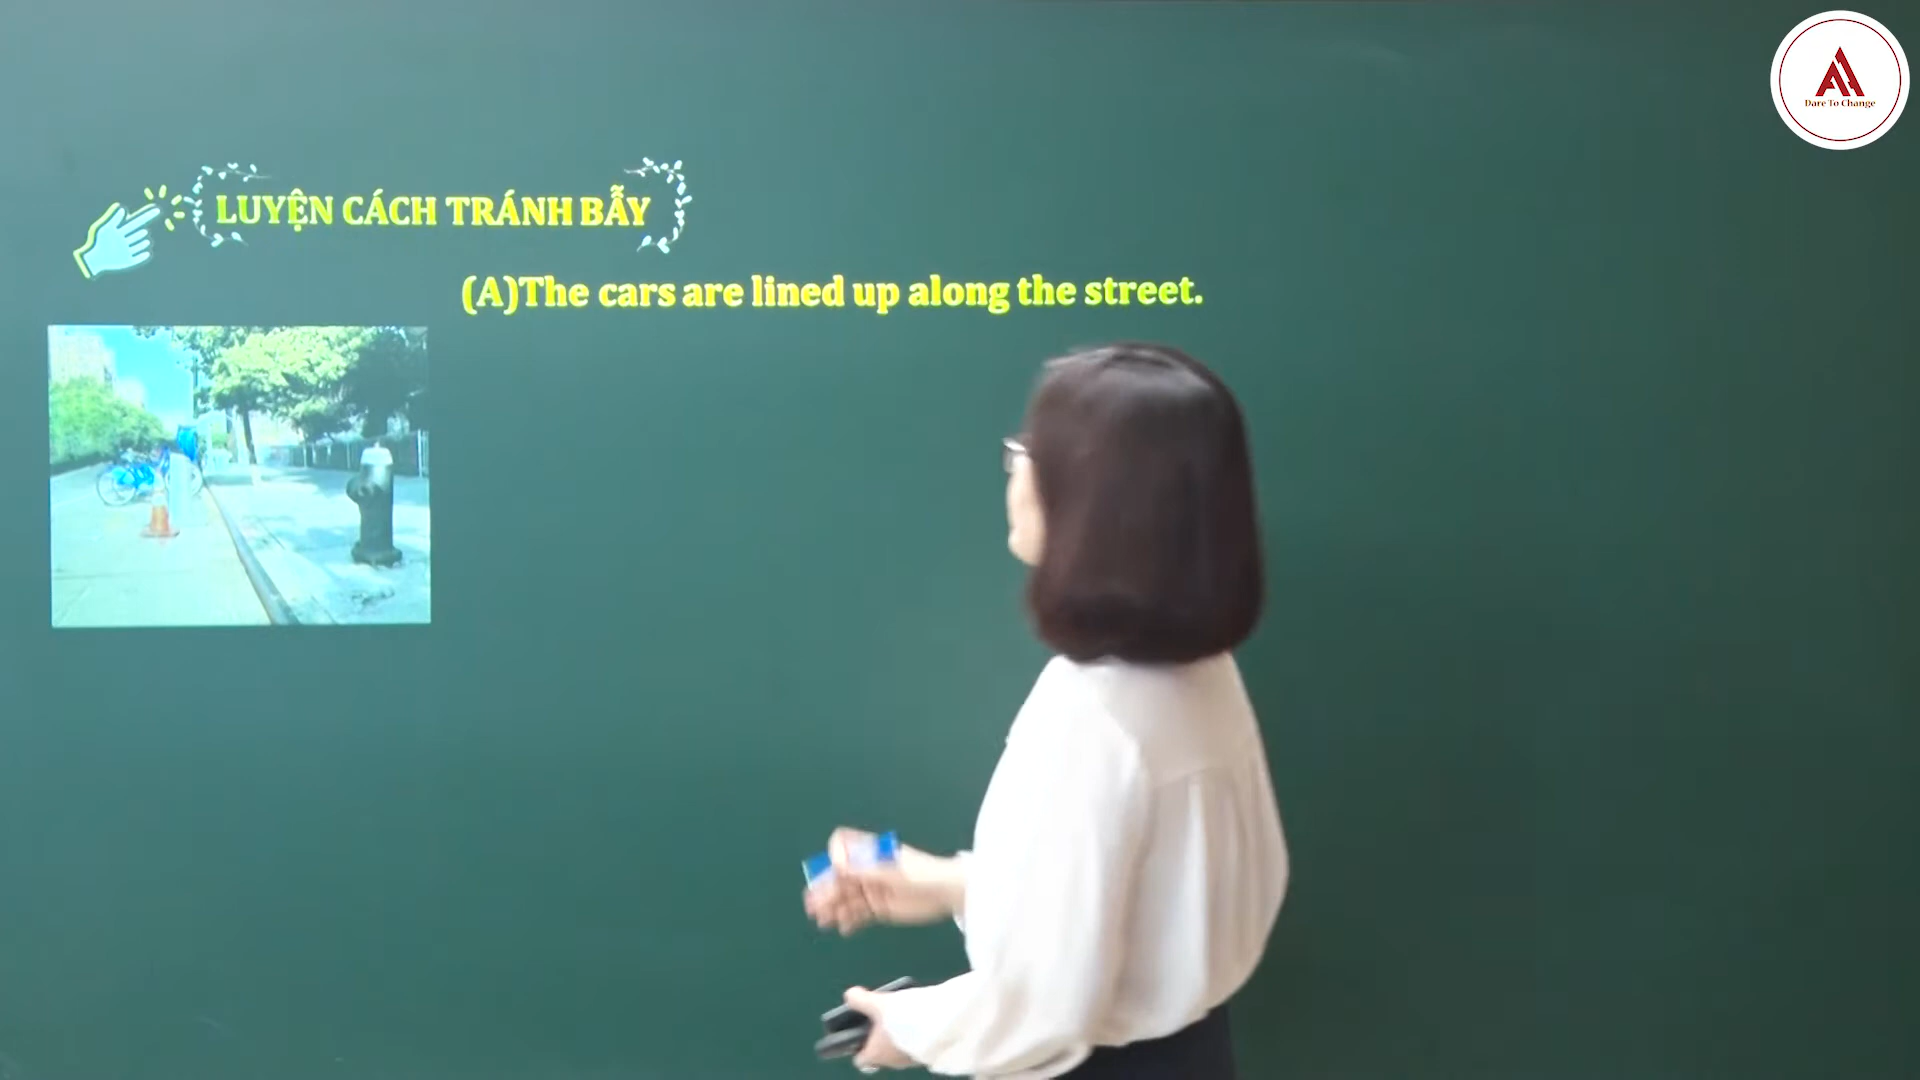 Dare To Change
LUYỆN CÁCH TRÁNH BẪY
(A)The cars are lined up along the street.